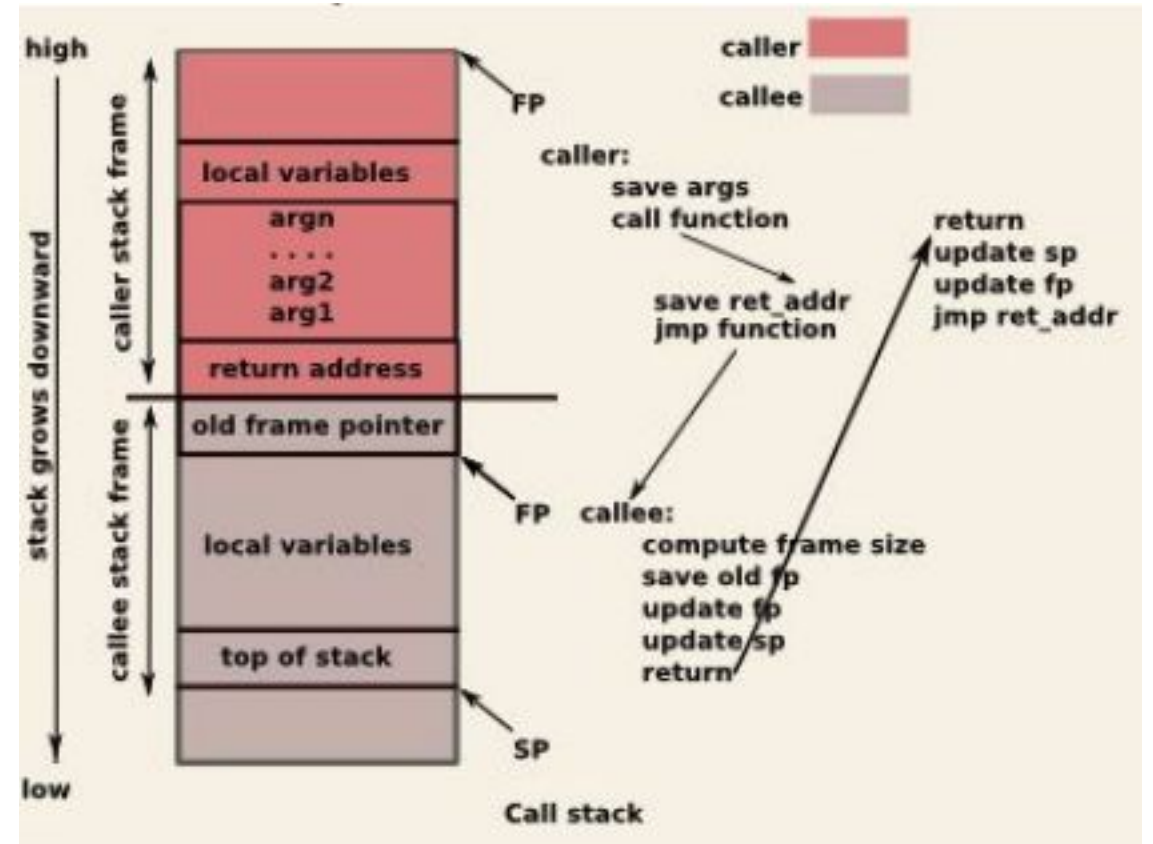 high
caller
FP
callee
caller stack frame
caller:
local variables
save args
argn
call function
return
. . . .
update sp
arg2
save ret_addr
update fp
arg1
jmp function
jmp ret_addr
stack grows downward
return address
old frame pointer
callee stack frame
FP
callee:
local variables
compute frame size
save old fp
update fp
update sp
top of stack
return
SP
low
Call stack